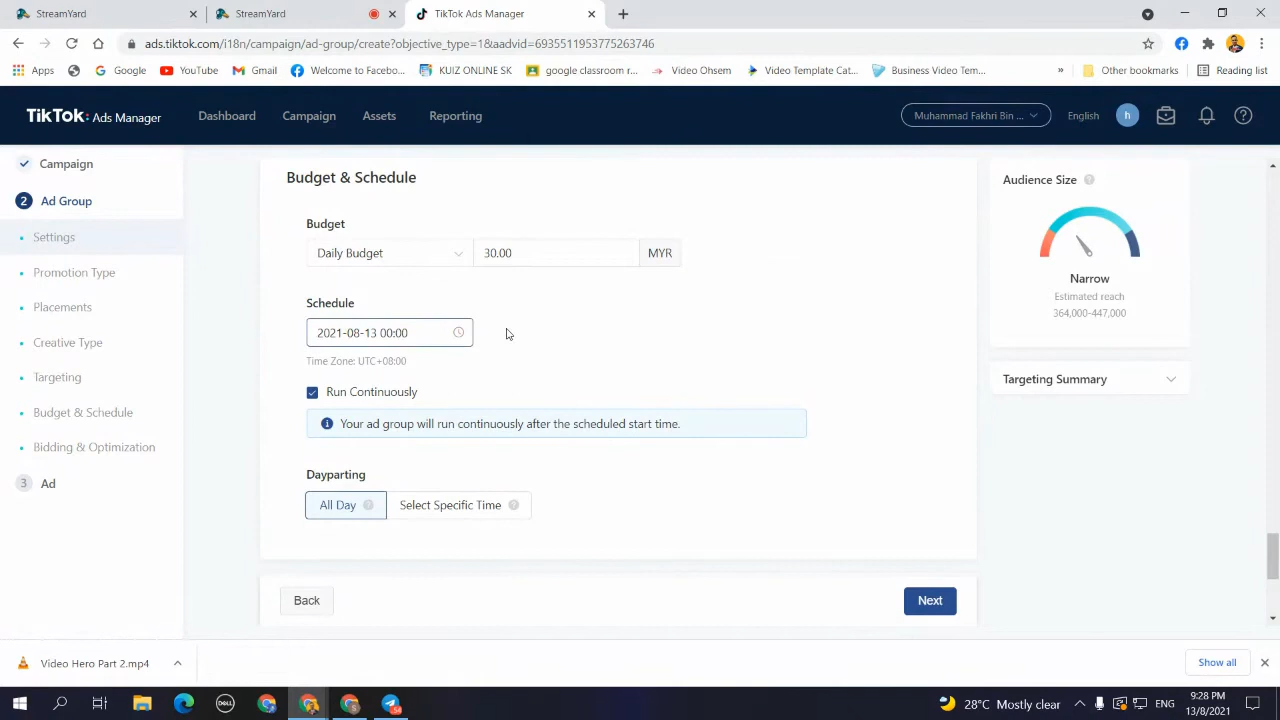 StreamYard
StreamYard
TikTok Ads Manager
ads.tiktok.com/i18n/campaign/ad-group/create?objective_type=1&aadvid=6935511953775263746
Apps
Google
YouTube
Gmail
Welcome to Facebo...
KUIZ ONLINE SK
google classroom r...
Video Ohsem
Video Template Cat...
Business Video Tem...
»
Other bookmarks
Reading list
TikTok: Ads Manager
Dashboard
Campaign
Assets
Reporting
Muhammad Fakhri Bin ...
English
h
Campaign
2 Ad Group
Settings
Promotion Type
Placements
Creative Type
Targeting
Budget & Schedule
Bidding & Optimization
3 Ad
Budget & Schedule
Budget
Daily Budget
30.00
MYR
Schedule
2021-08-13 00:00
Time Zone: UTC+08:00
Run Continuously
Your ad group will run continuously after the scheduled start time.
Dayparting
All Day
Select Specific Time
Back
Next
Audience Size
Narrow
Estimated reach
364,000-447,000
Targeting Summary
Video Hero Part 2.mp4
Show all
DELL
54
28°C Mostly clear
ENG
9:28 PM
13/8/2021